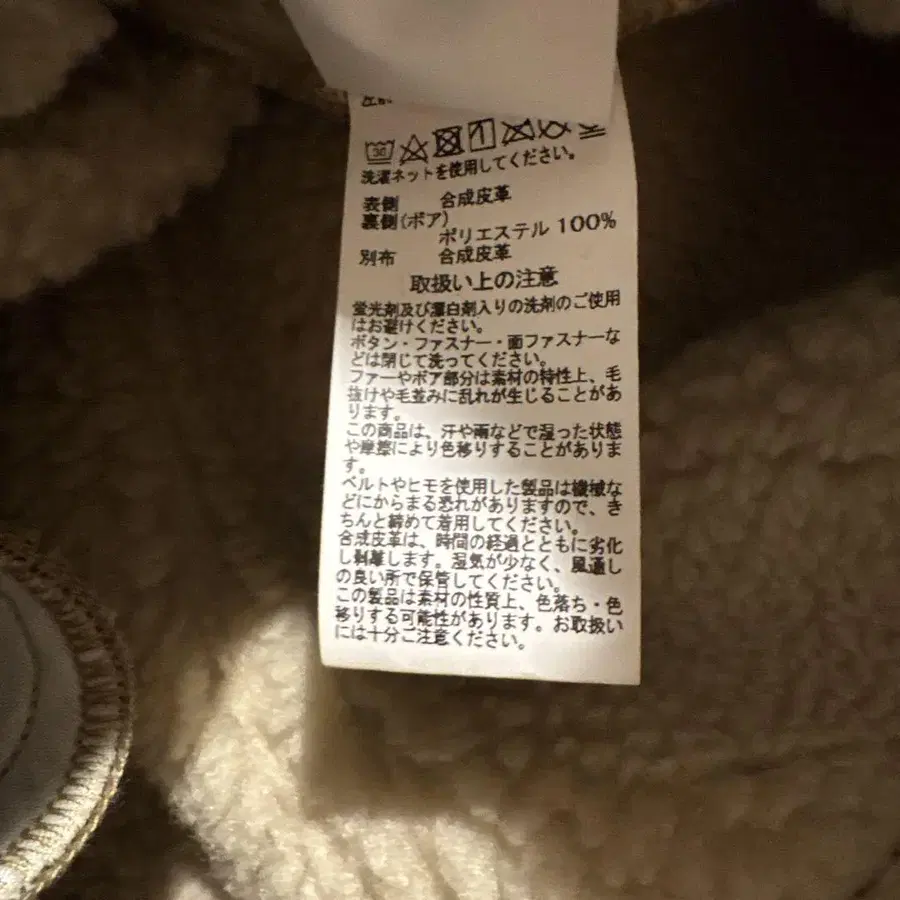 30
洗濯ネットを使用してください。
表側 合成皮革
裏側(ボア)
ポリエステル 100%
別布 合成皮革
取扱い上の注意
蛍光剤及び漂白剤入りの洗剤のご使用
はお避けください。
ボタン・ファスナー・面ファスナーな
どは閉じて洗ってください。
ファーやボア部分は素材の特性上、毛
抜けや毛並みに乱れが生じることがあ
ります。
この商品は、汗や雨などで湿った状態
や摩擦により色移りすることがありま
す。
ベルトやヒモを使用した製品は機械な
どにからまる恐れがありますので、き
ちんと締めて着用してください。
合成皮革は、時間の経過とともに劣化
し剥離します。湿気が少なく、風通し
の良い所で保管してください。
この製品は素材の性質上、色落ち・色
移りする可能性があります。お取扱い
には十分ご注意ください。